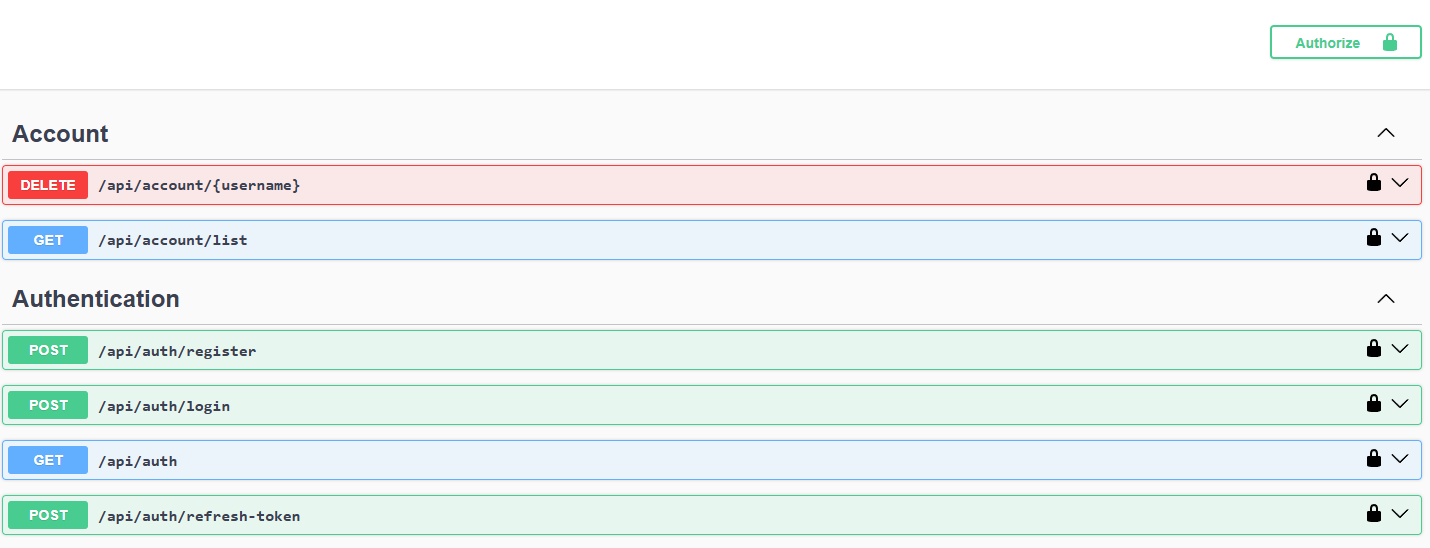 Authorize
Account
DELETE /api/account/{username}
GET /api/account/list
Authentication
POST /api/auth/register
POST /api/auth/login
GET /api/auth
POST /api/auth/refresh-token